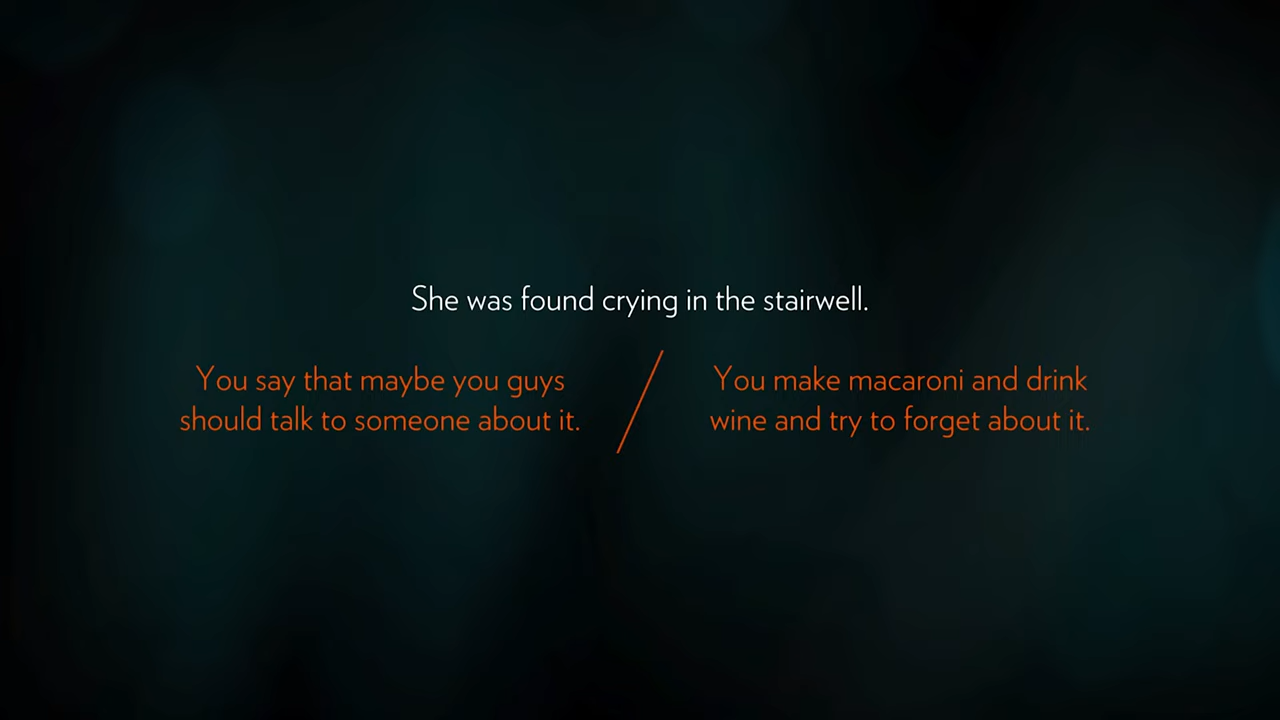 She was found crying in the stairwell.
You say that maybe you guys
should talk to someone about it.
You make macaroni and drink
wine and try to forget about it.